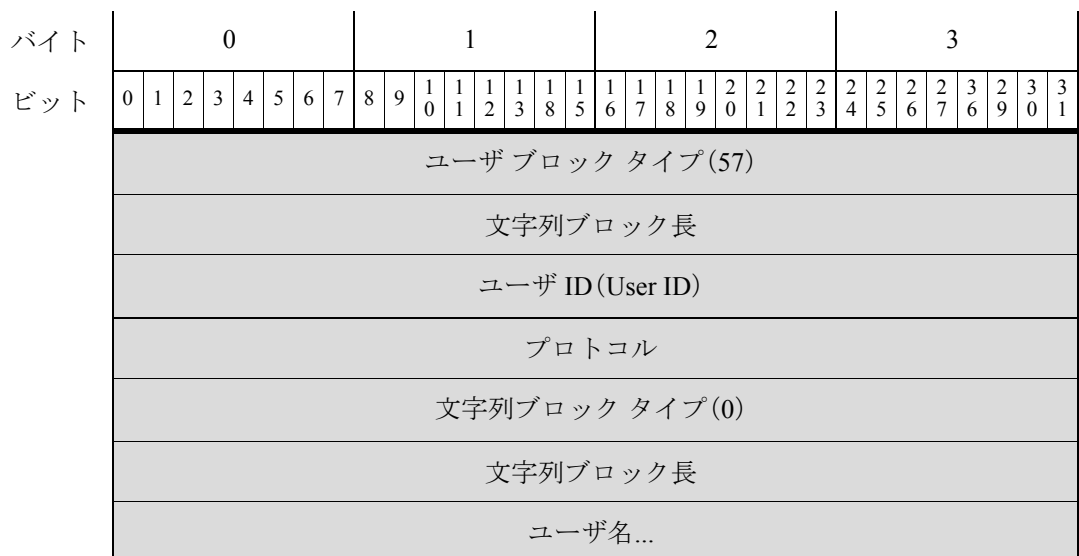 バイト 0 1 2 3
ビット 0 1 2 3 4 5 6 7 8 9 10 11 12 13 18 15 16 17 18 19 20 21 22 23 24 25 26 27 36 29 30 31
ユーザ ブロック タイプ(57)
文字列ブロック長
ユーザ ID(User ID)
プロトコル
文字列ブロック タイプ(0)
文字列ブロック長
ユーザ名...